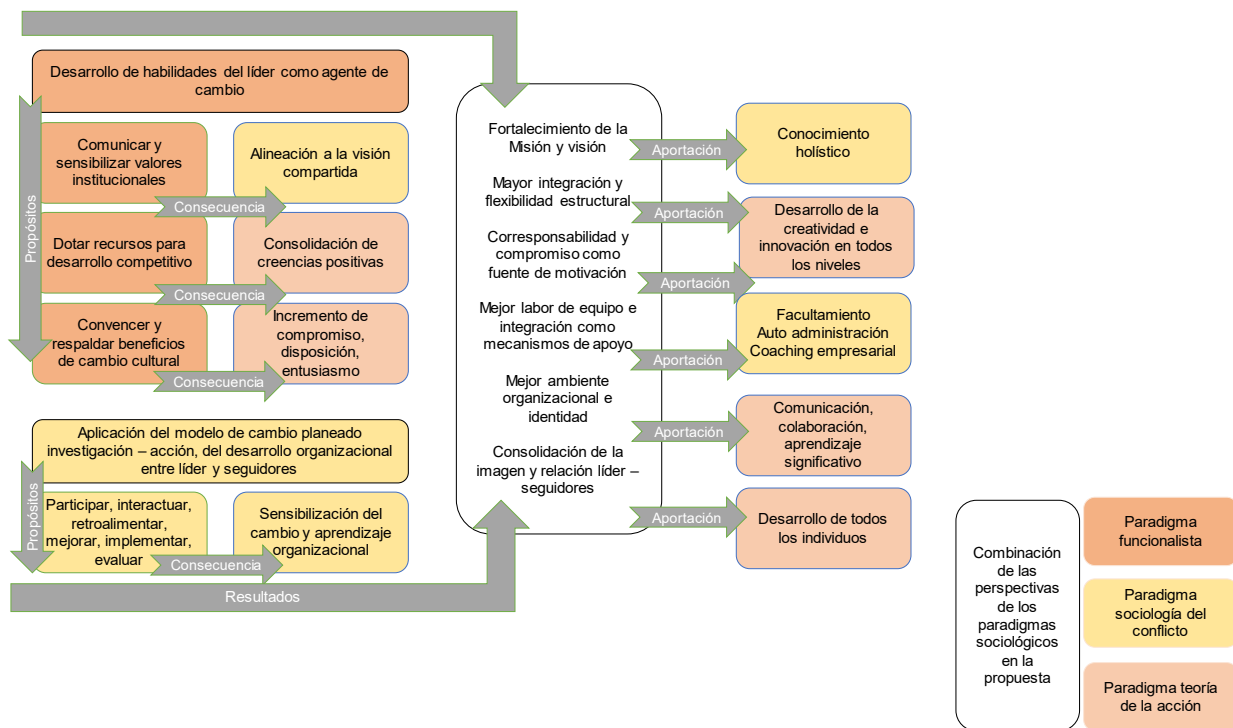 Desarrollo de habilidades del líder como agente de
cambio
Propósitos
Comunicar y
sensibilizar valores
institucionales
Consecuencia
Alineación a la visión
compartida
Dotar recursos para
desarrollo competitivo
Consecuencia
Consolidación de
creencias positivas
Convencer y
respaldar beneficios
de cambio cultural
Consecuencia
Incremento de
compromiso,
disposición,
entusiasmo
Aplicación del modelo de cambio planeado
investigación – acción, del desarrollo organizacional
entre líder y seguidores
Propósitos
Participar, interactuar,
retroalimentar,
mejorar, implementar,
evaluar
Consecuencia
Sensibilización del
cambio y aprendizaje
organizacional
Resultados
Fortalecimiento de la
Misión y visión
Mayor integración y
flexibilidad estructural
Corresponsabilidad y
compromiso como
fuente de motivación
Mejor labor de equipo e
integración como
mecanismos de apoyo
Mejor ambiente
organizacional e
identidad
Consolidación de la
imagen y relación líder –
seguidores
Aportación
Conocimiento
holístico
Aportación
Desarrollo de la
creatividad e
innovación en todos
los niveles
Aportación
Facultamiento
Auto administración
Coaching empresarial
Aportación
Aportación
Comunicación,
colaboración,
aprendizaje
significativo
Aportación
Desarrollo de todos
los individuos
Combinación
de las
perspectivas
de los
paradigmas
sociológicos
en la
propuesta
Paradigma
funcionalista
Paradigma
sociología del
conflicto
Paradigma teoría
de la acción